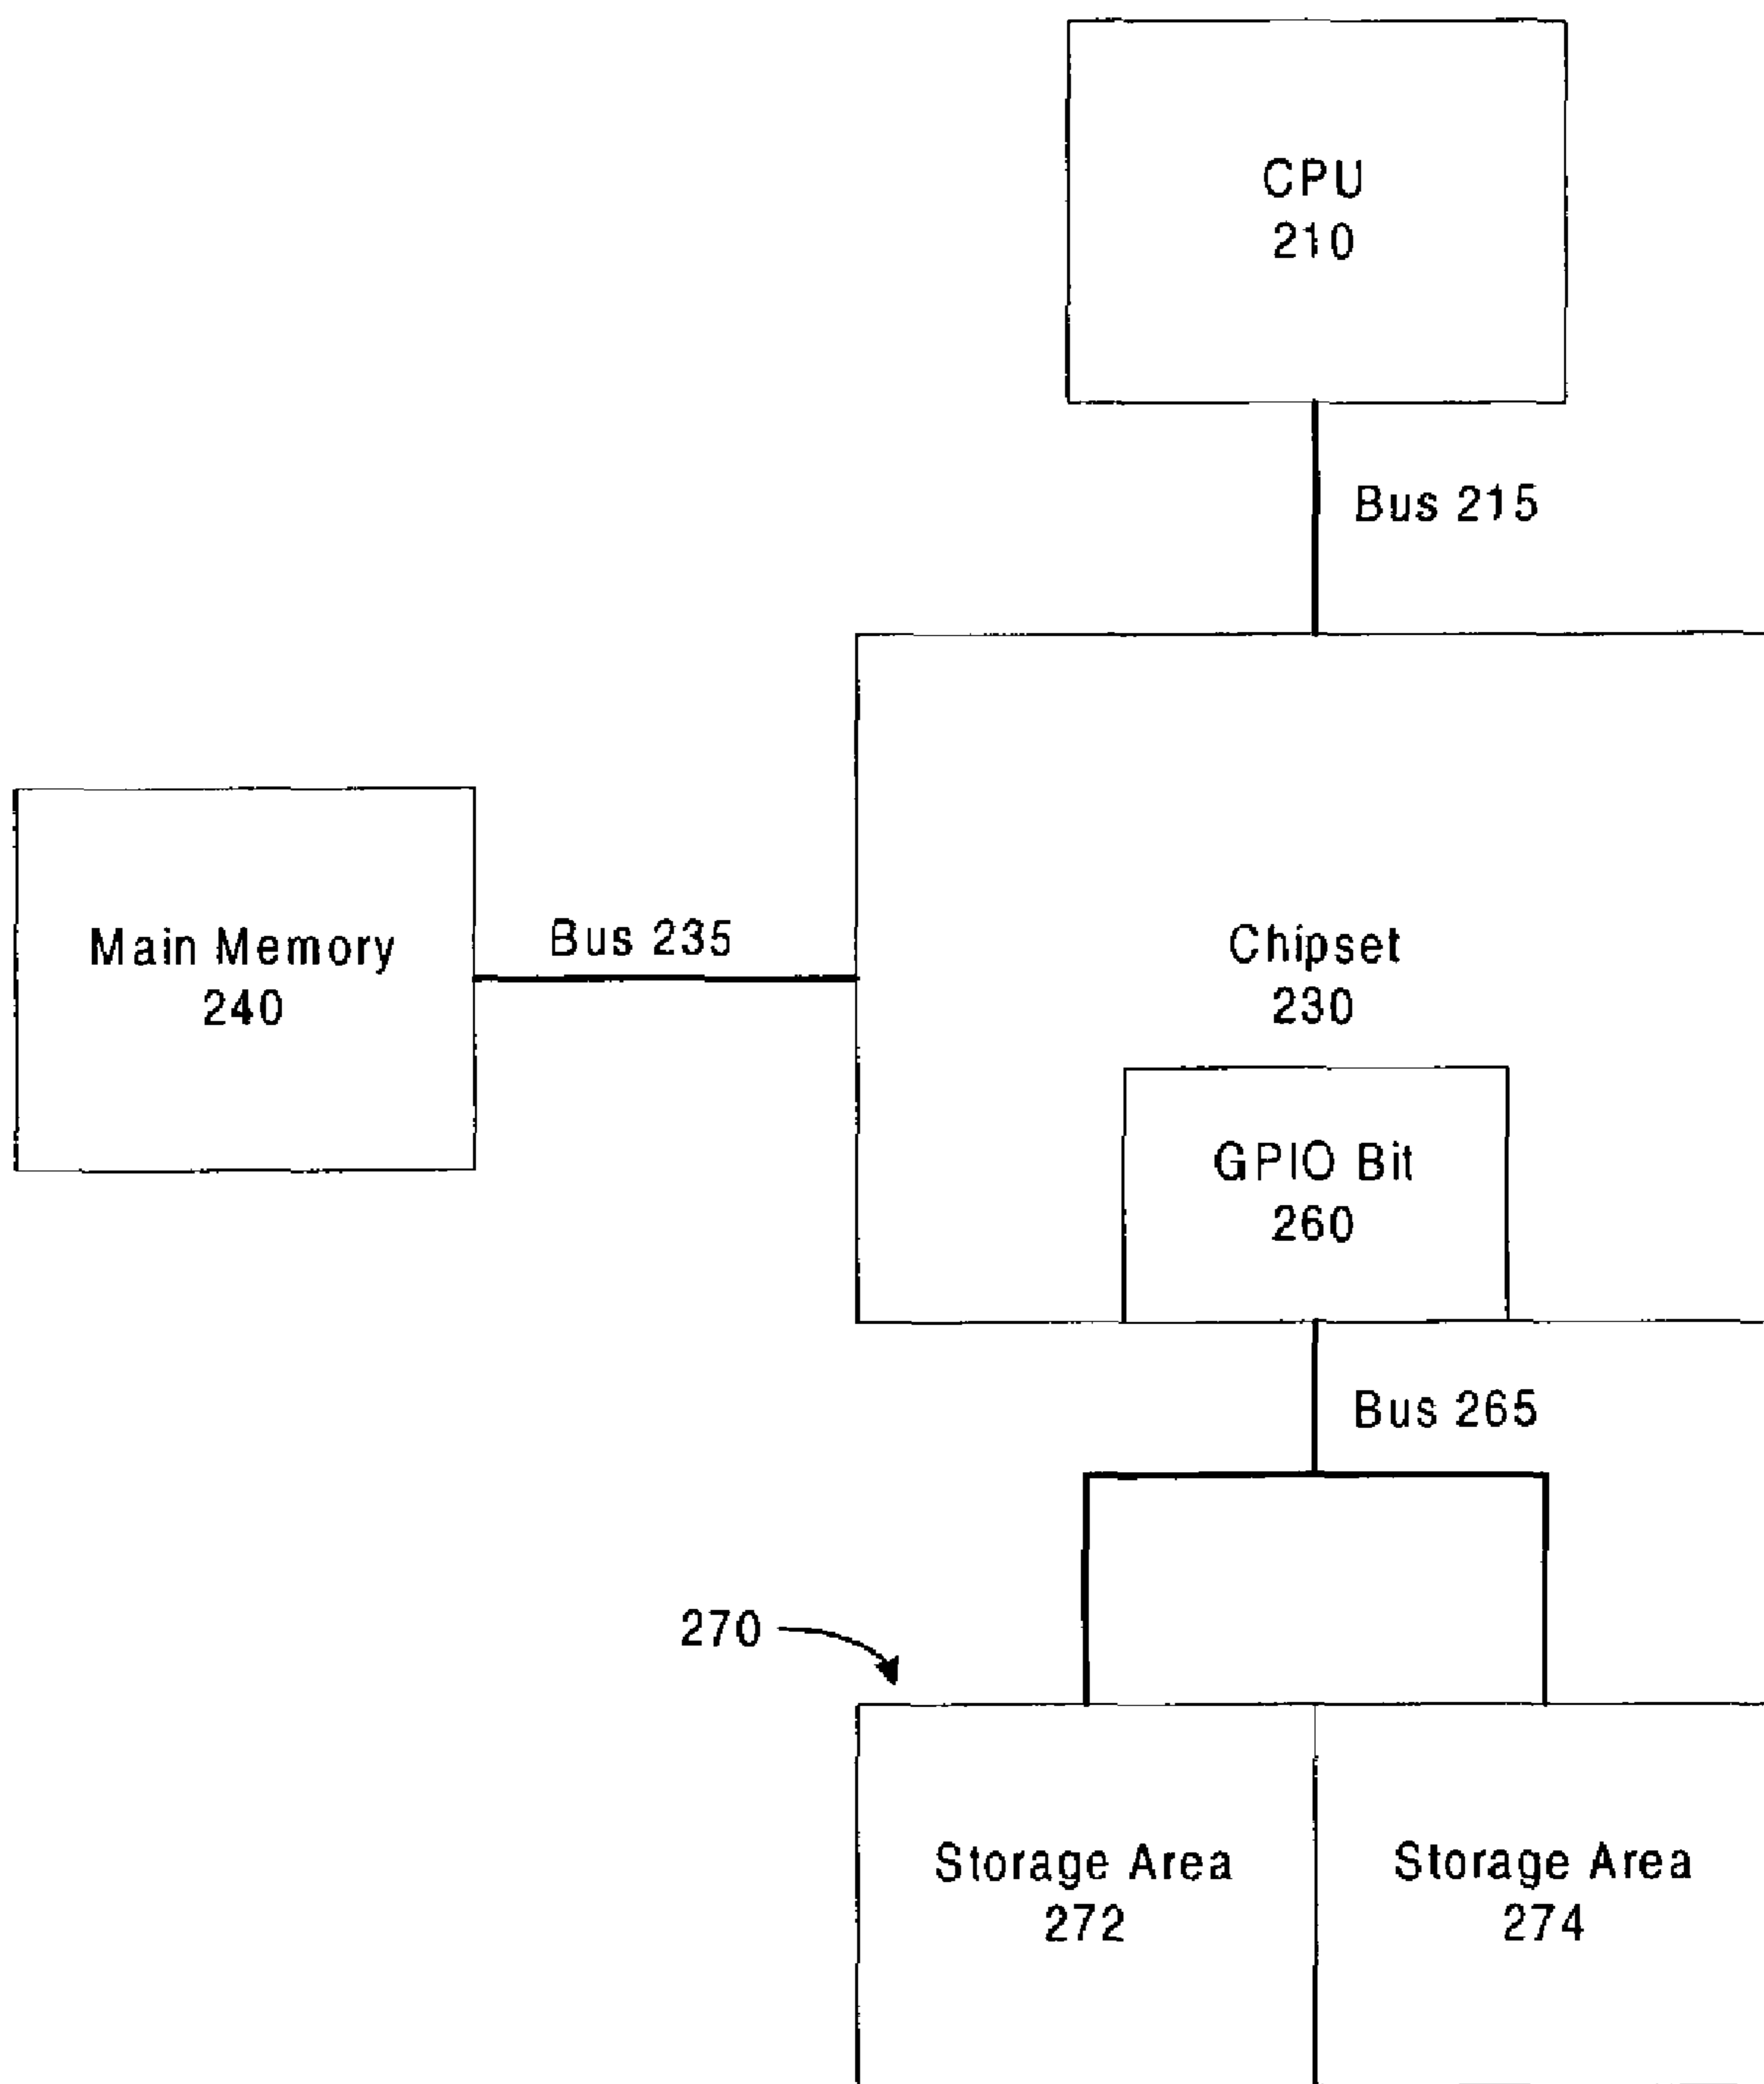 CPU
210
Bus 215
Main Memory
240
Bus 235
Chipset
230
GPIO Bit
260
Bus 265
270
Storage Area
272
Storage Area
274